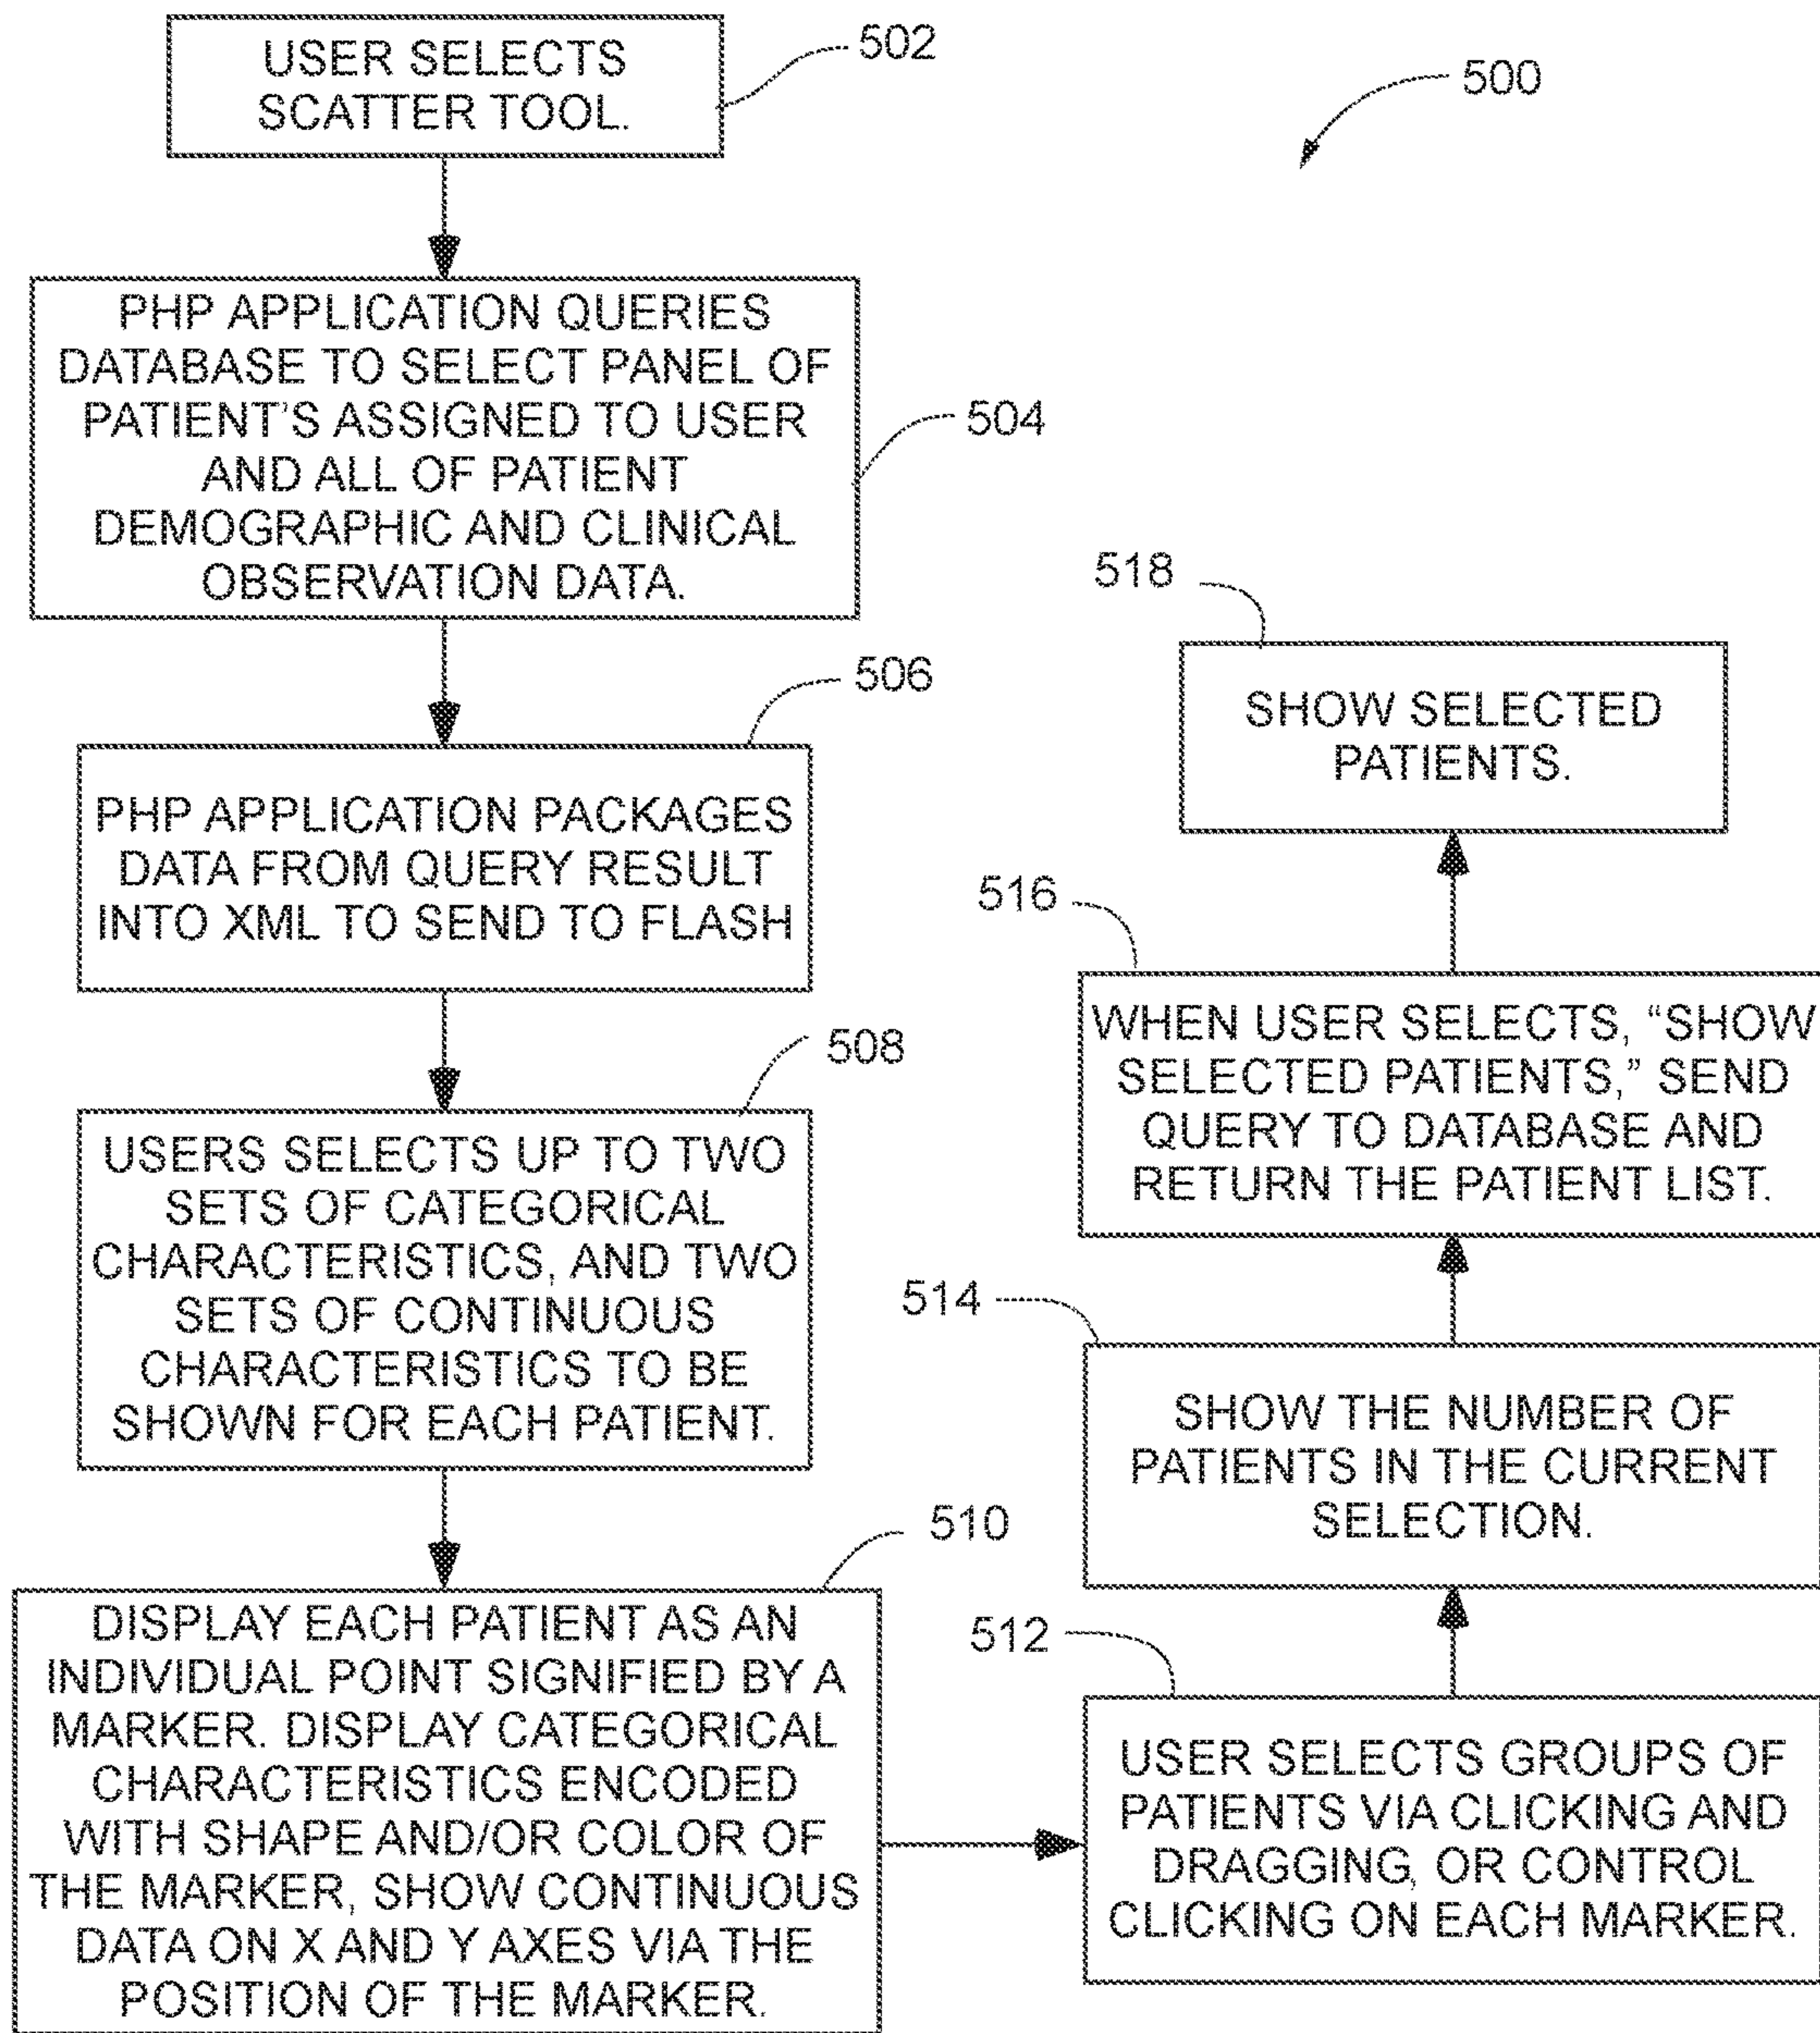 USER SELECTS
SCATTER TOOL.
502
500
PHP APPLICATION QUERIES
DATABASE TO SELECT PANEL OF
PATIENT'S ASSIGNED TO USER
AND ALL OF PATIENT
DEMOGRAPHIC AND CLINICAL
OBSERVATION DATA.
504
506
PHP APPLICATION PACKAGES
DATA FROM QUERY RESULT
INTO XML TO SEND TO FLASH
508
USERS SELECTS UP TO TWO
SETS OF CATEGORICAL
CHARACTERISTICS, AND TWO
SETS OF CONTINUOUS
CHARACTERISTICS TO BE
SHOWN FOR EACH PATIENT.
510
DISPLAY EACH PATIENT AS AN
INDIVIDUAL POINT SIGNIFIED BY A
MARKER. DISPLAY CATEGORICAL
CHARACTERISTICS ENCODED
WITH SHAPE AND/OR COLOR OF
THE MARKER, SHOW CONTINUOUS
DATA ON X AND Y AXES VIA THE
POSITION OF THE MARKER.
512
USER SELECTS GROUPS OF
PATIENTS VIA CLICKING AND
DRAGGING, OR CONTROL
CLICKING ON EACH MARKER.
514
SHOW THE NUMBER OF
PATIENTS IN THE CURRENT
SELECTION.
516
WHEN USER SELECTS, “SHOW
SELECTED PATIENTS,” SEND
QUERY TO DATABASE AND
RETURN THE PATIENT LIST.
518
SHOW SELECTED
PATIENTS.